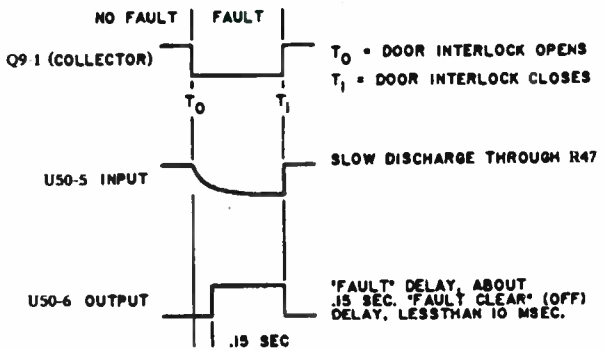 NO FAULT FAULT
Q9-1 (COLLECTOR)
T0 = DOOR INTERLOCK OPENS
T1 = DOOR INTERLOCK CLOSES
T0 T1
U50-5 INPUT
SLOW DISCHARGE THROUGH R47
U50-6 OUTPUT
"FAULT" DELAY, ABOUT
.15 SEC. "FAULT CLEAR" (OFF)
DELAY, LESSTHAN 10 MSEC.
.15 SEC